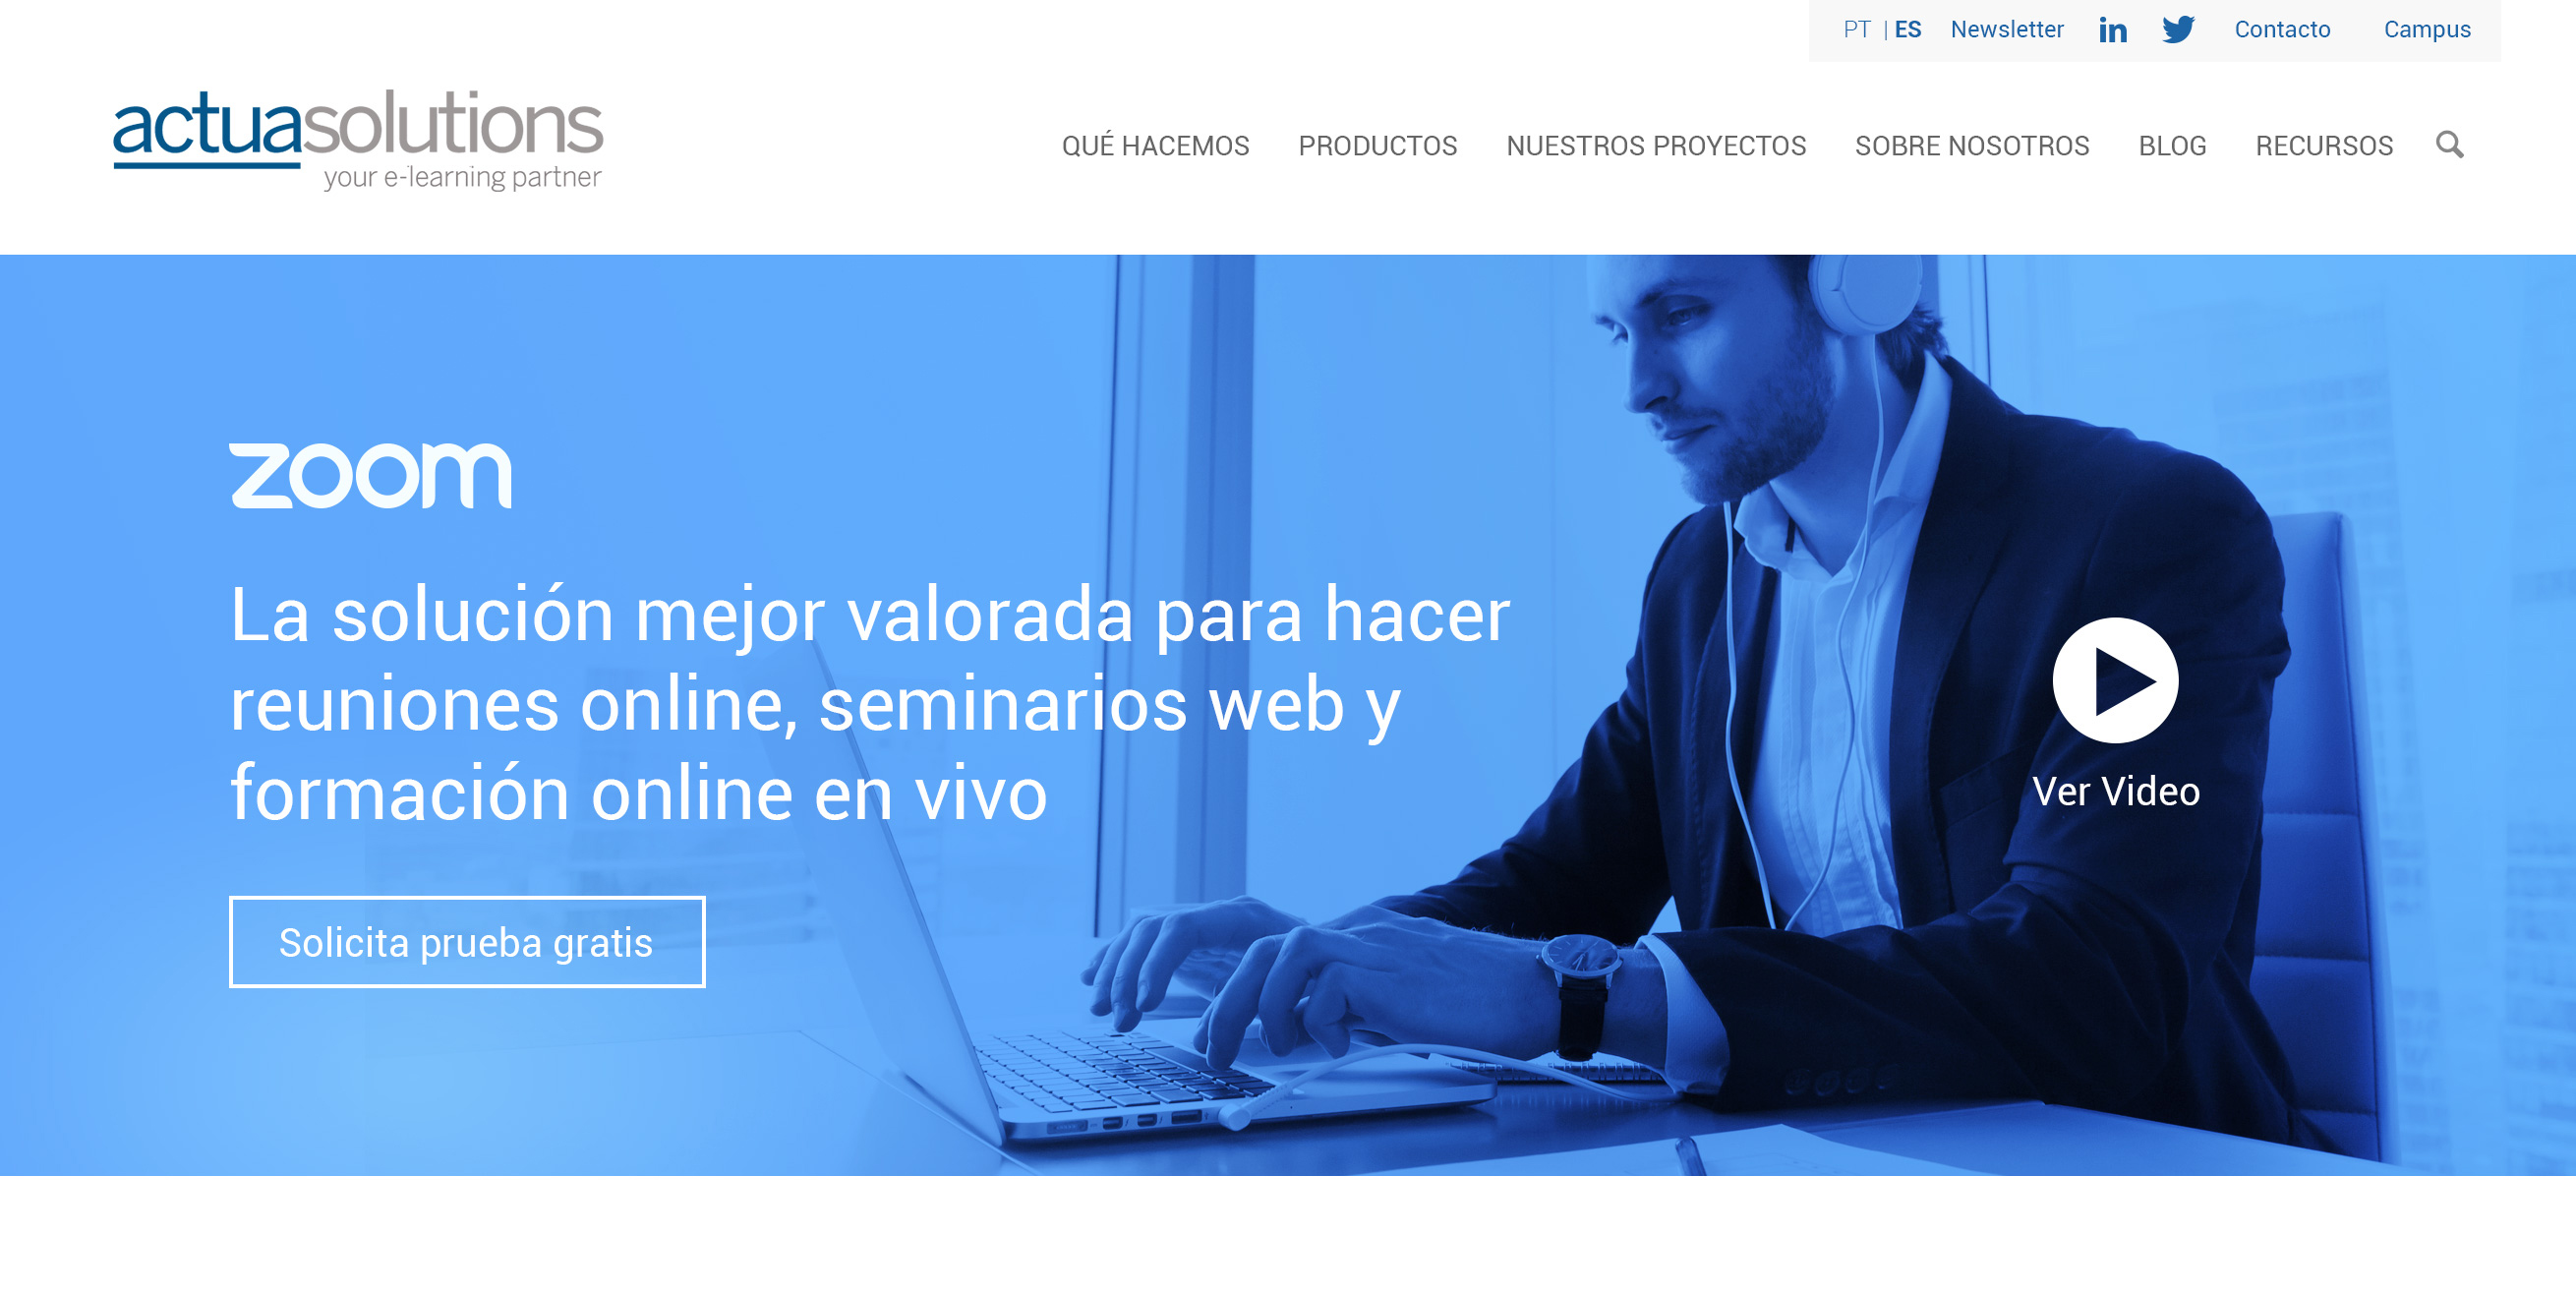 PT | ES Newsletter in Contacto Campus
actuasolutions
your e-learning partner
QUÉ HACEMOS PRODUCTOS NUESTROS PROYECTOS SOBRE NOSOTROS BLOG RECURSOS
zoom
La solución mejor valorada para hacer
reuniones online, seminarios web y
formación online en vivo
Ver Video
Solicita prueba gratis